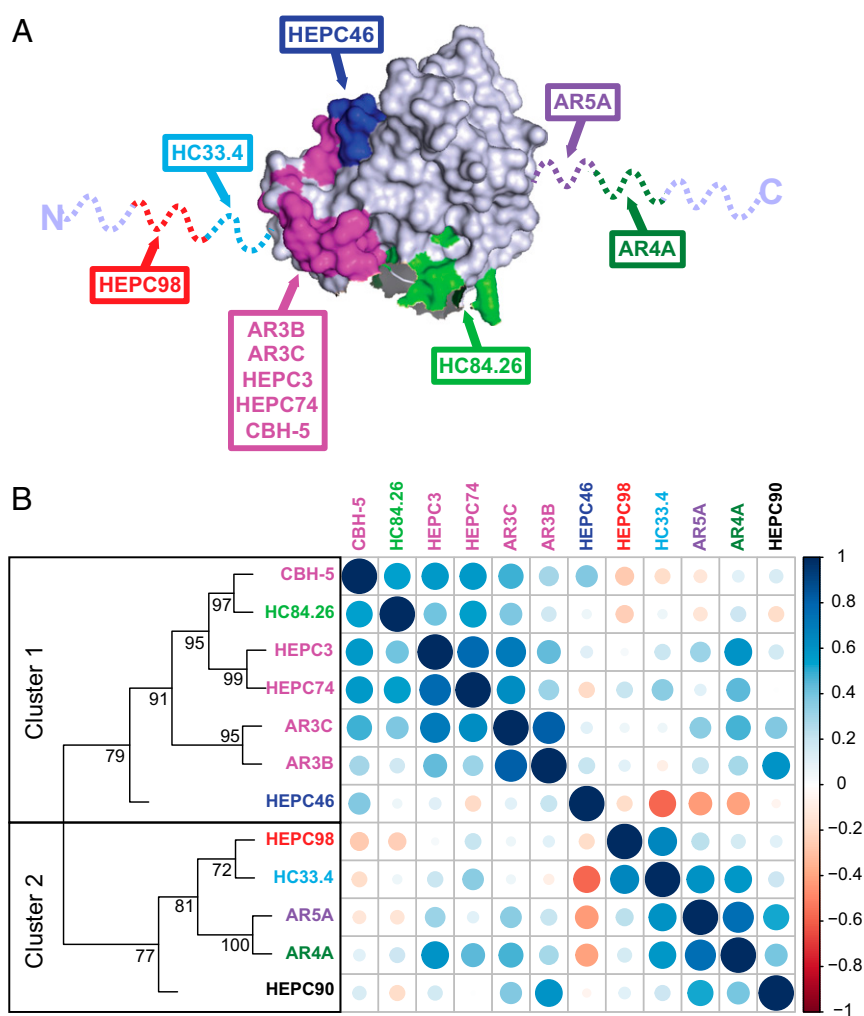 A
HEPC46
AR5A
HC33.4
N
C
HEPC98
AR4A
AR3B
AR3C
HEPC3
HEPC74
CBH-5
HC84.26
B
CBH-5
HC84.26
HEPC3
HEPC74
AR3C
AR3B
HEPC46
HEPC98
HC33.4
AR5A
AR4A
HEPC90
Cluster 1
Cluster 2
CBH-5
HC84.26
HEPC3
HEPC74
AR3C
AR3B
HEPC46
HEPC98
HC33.4
AR5A
AR4A
HEPC90
97
95
99
91
95
79
72
81
100
77
1
0.8
0.6
0.4
0.2
0
−0.2
−0.4
−0.6
−0.8
−1